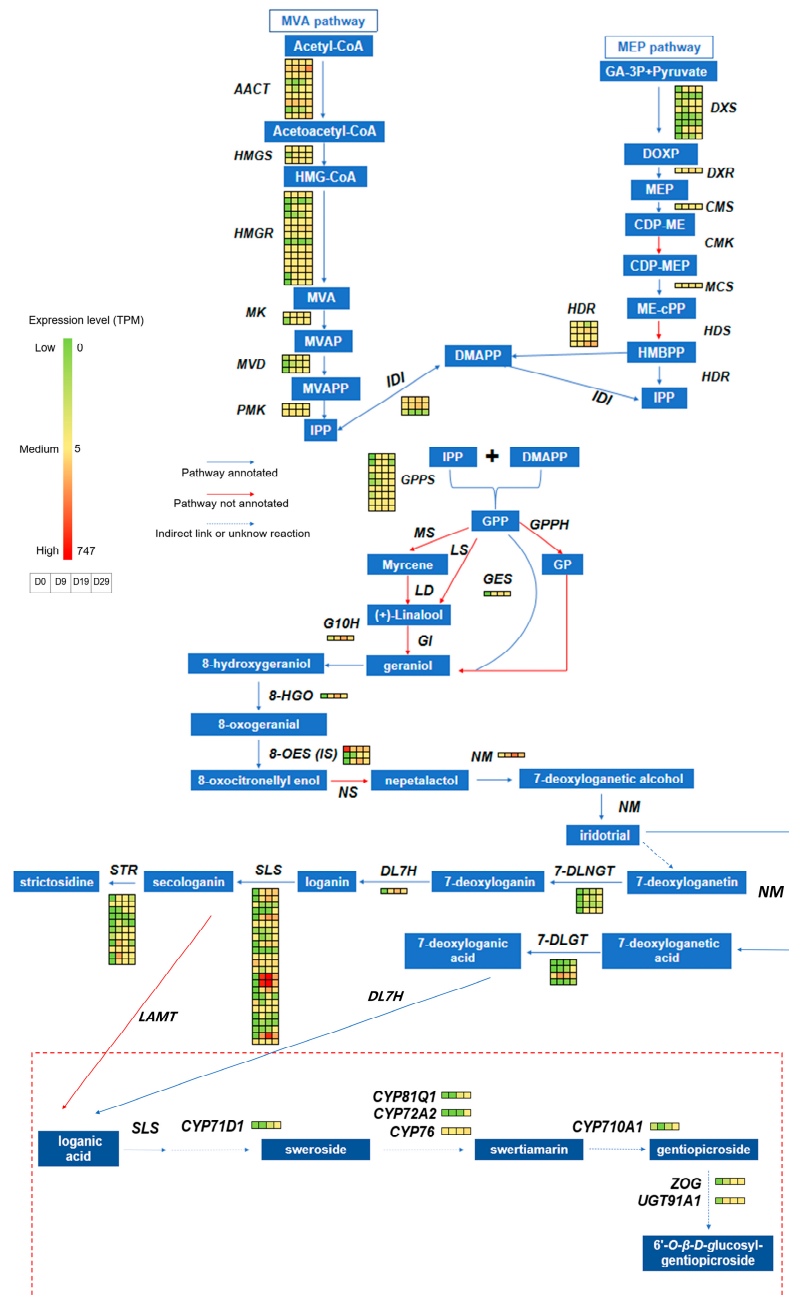 MVA pathway
Acetyl-CoA
AACT
Acetoacetyl-CoA
HMGS
HMG-CoA
HMGR
MVA
MK
MVAP
MVD
MVAPP
PMK
IPP
MEP pathway
GA-3P+Pyruvate
DXS
DOXP
DXR
MEP
CMS
CDP-ME
CMK
CDP-MEP
MCS
ME-cPP
HDR
HDS
HMBPP
DMAPP
HDR
IDI
IDI
IPP
Expression level (TPM)
Low
0
Medium
5
High
747
D0 D9 D19 D29
Pathway annotated
Pathway not annotated
Indirect link or unknow reaction
GPPS
IPP + DMAPP
GPP
MS
LS
GPPH
Myrcene
GP
LD
GES
(+)-Linalool
G10H
GI
8-hydroxygeraniol
geraniol
8-HGO
8-oxogeranial
8-OES (IS)
8-oxocitronellyl enol
NS
nepetalactol
NM
7-deoxyloganetic alcohol
NM
iridotrial
strictosidine
STR
secologanin
SLS
loganin
DL7H
7-deoxyloganin
7-DLNGT
7-deoxyloganetin
NM
7-deoxyloganic
acid
7-DLGT
7-deoxyloganetic
acid
LAMT
DL7H
loganic
acid
SLS
CYP71D1
sweroside
CYP81Q1
CYP72A2
CYP76
swertiamarin
CYP710A1
gentiopicroside
ZOG
UGT91A1
6'-O-β-D-glucosyl-
gentiopicroside